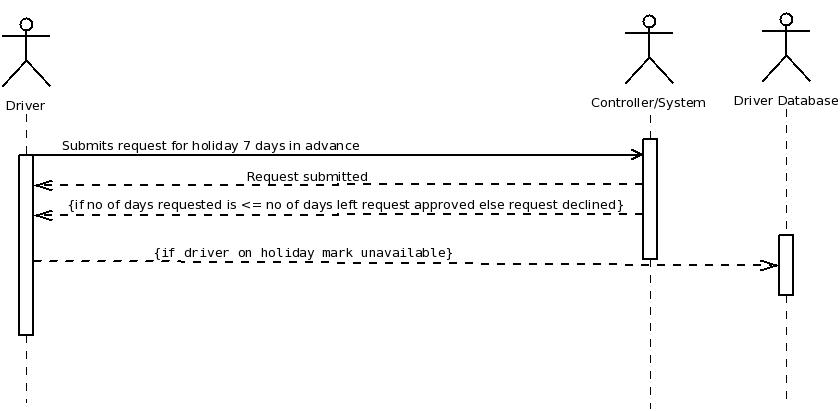 Driver
Controller/System
Driver Database
Submits request for holiday 7 days in advance
Request submitted
{if no of days requested is <= no of days left request approved else request declined}
{if driver on holiday mark unavailable}